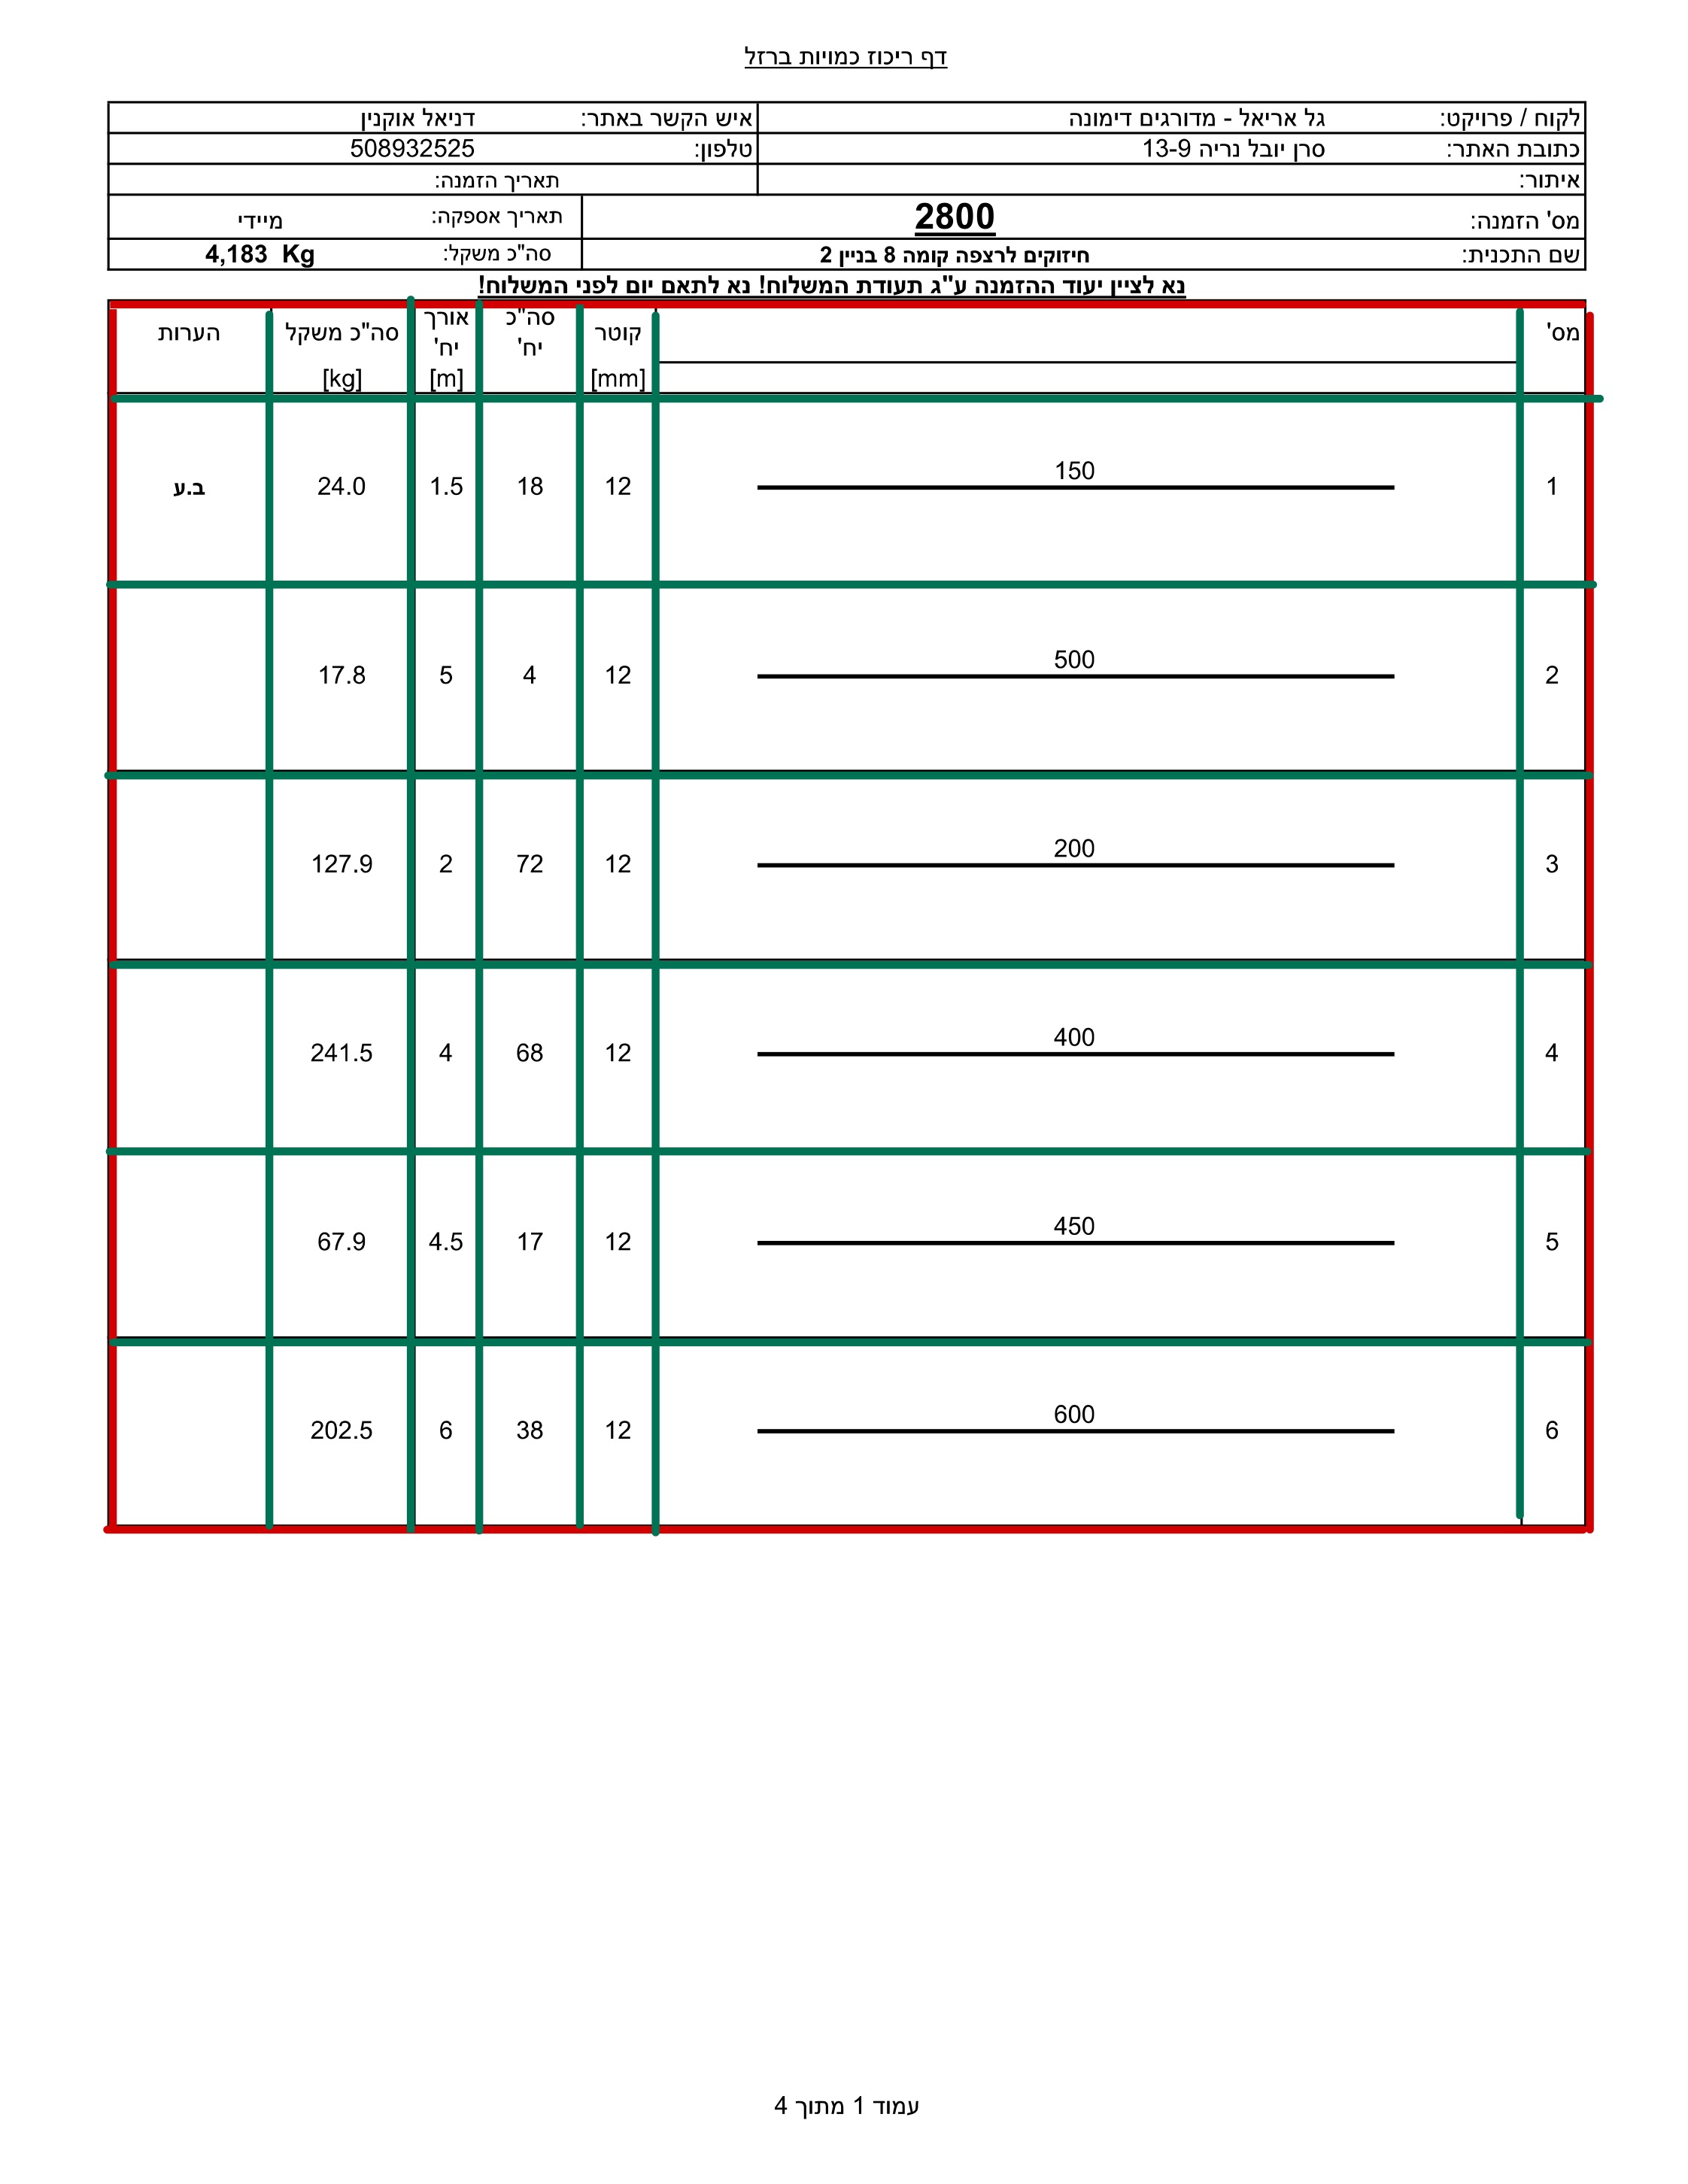 דף ריכוז כמויות ברזל
לקוח / פרויקט: גל אריאל - מדורגים דימונה איש הקשר באתר: דניאל אוקנין
כתובת האתר: סרן יובל נריה 13-9 טלפון: 508932525
איתור: תאריך הזמנה:
מס' הזמנה: 2800 תאריך אספקה: מיידי
שם התכנית: חיזוקים לרצפה קומה 8 בניין 2 סה"כ משקל: 4,183 Kg
נא לציין יעוד ההזמנה ע"ג תעודת המשלוח! נא לתאם יום לפני המשלוח!
מס' קוטר [mm] סה"כ יח' אורך יח' [m] סה"כ משקל [kg] הערות
1 150 12 18 1.5 24.0 ב.ע
2 500 12 4 5 17.8
3 200 12 72 2 127.9
4 400 12 68 4 241.5
5 450 12 17 4.5 67.9
6 600 12 38 6 202.5
עמוד 1 מתוך 4